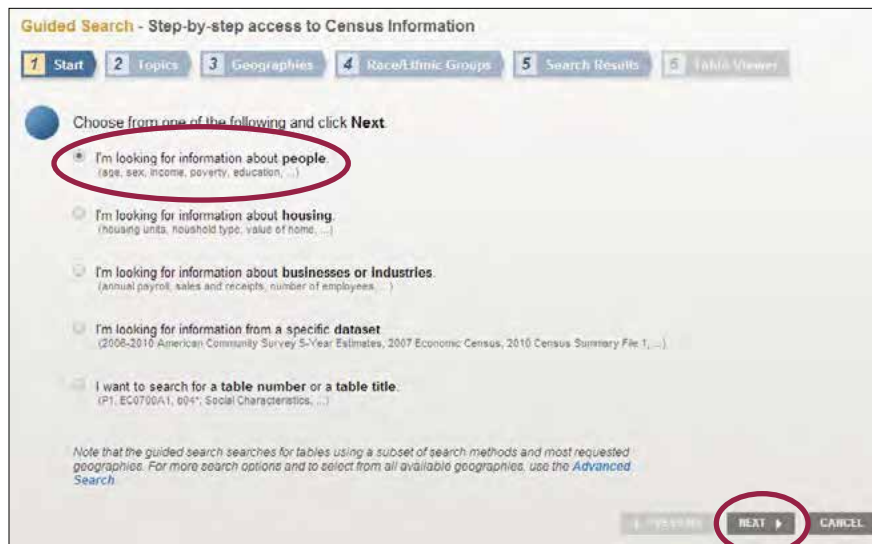 Guided Search - Step-by-step access to Census Information
1 Start 2 Topics 3 Geographies 4 Race/Ethnic Groups 5 Search Results 6 Table Viewer
Choose from one of the following and click Next.
I'm looking for information about people.
(age, sex, income, poverty, education, ...)
I'm looking for information about housing.
(housing units, houshold type, value of home, ...)
I'm looking for information about businesses or industries.
(annual payroll, sales and receipts, number of employees, ...)
I'm looking for information from a specific dataset
(2006-2010 American Community Survey 5-Year Estimates, 2007 Economic Census, 2010 Census Summary File 1, ...)
I want to search for a table number or a table title.
(P1, EC0700A1, b04*, Social Characteristics, ...)
Note that the guided search searches for tables using a subset of search methods and most requested
geographies. For more search options and to select from all available geographies, use the Advanced
Search.
NEXT CANCEL